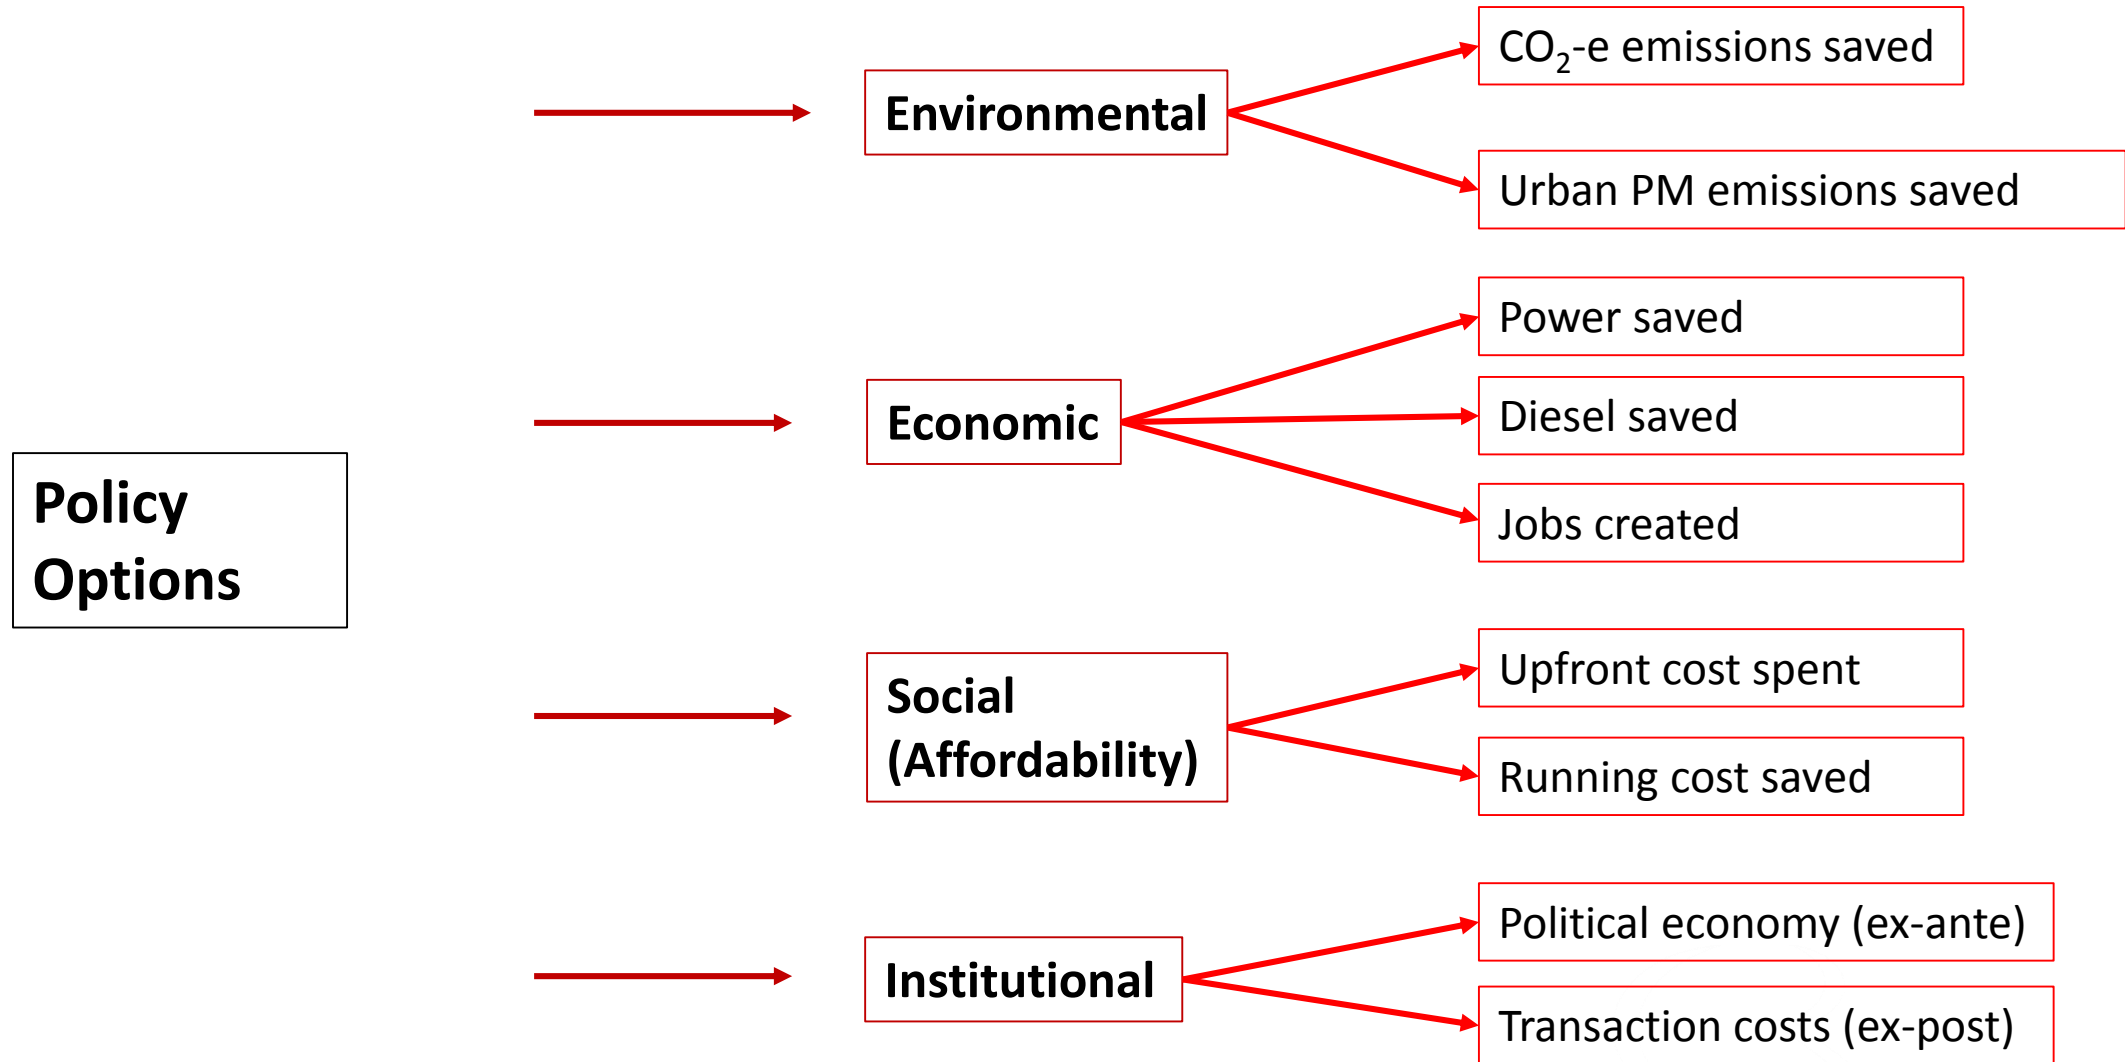 Policy
Options
Environmental
CO₂-e emissions saved
Urban PM emissions saved
Economic
Power saved
Diesel saved
Jobs created
Social
(Affordability)
Upfront cost spent
Running cost saved
Institutional
Political economy (ex-ante)
Transaction costs (ex-post)